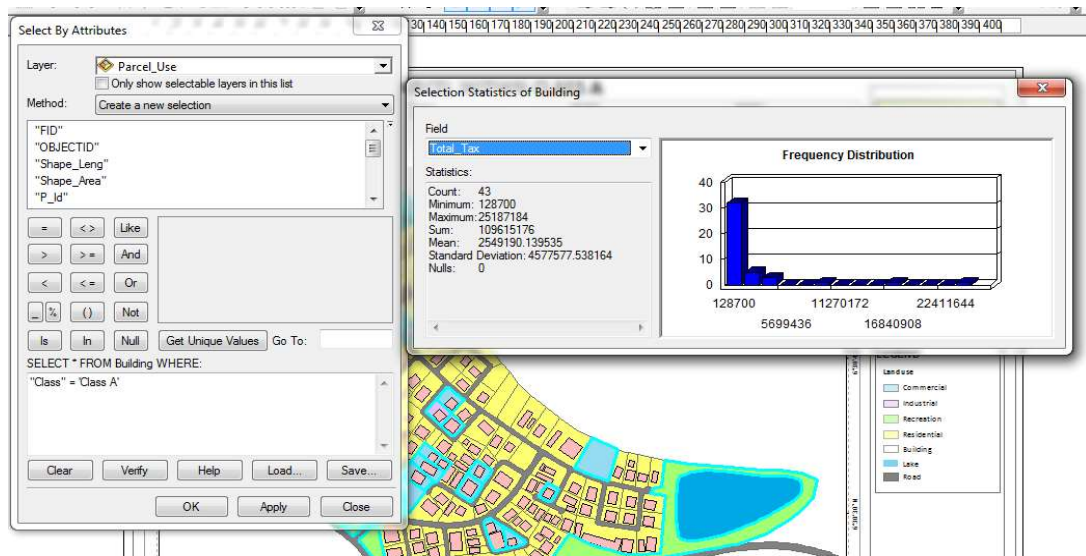 30 140 150 160 170 180 190 200 210 220 230 240 250 260 270 280 290 300 310 320 330 340 350 360 370 380 390 400
Select By Attributes
Layer:
Parcel_Use
Only show selectable layers in this list
Method:
Create a new selection
"FID"
"OBJECTID"
"Shape_Leng"
"Shape_Area"
"P_Id"
= <> Like
> >= And
< <= Or
_ % () Not
Is In Null Get Unique Values Go To:
SELECT * FROM Building WHERE:
"Class" = 'Class A'
Clear Verify Help Load... Save...
OK Apply Close
Selection Statistics of Building
Field
Total_Tax
Statistics:
Count: 43
Minimum: 128700
Maximum: 25187184
Sum: 109615176
Mean: 2549190.139535
Standard Deviation: 4577577.538164
Nulls: 0
Frequency Distribution
40
30
20
10
0
128700 11270172 22411644
5699436 16840908
LEGEND
Landuse
Commercial
Industrial
Recreation
Residential
Building
Lake
Road